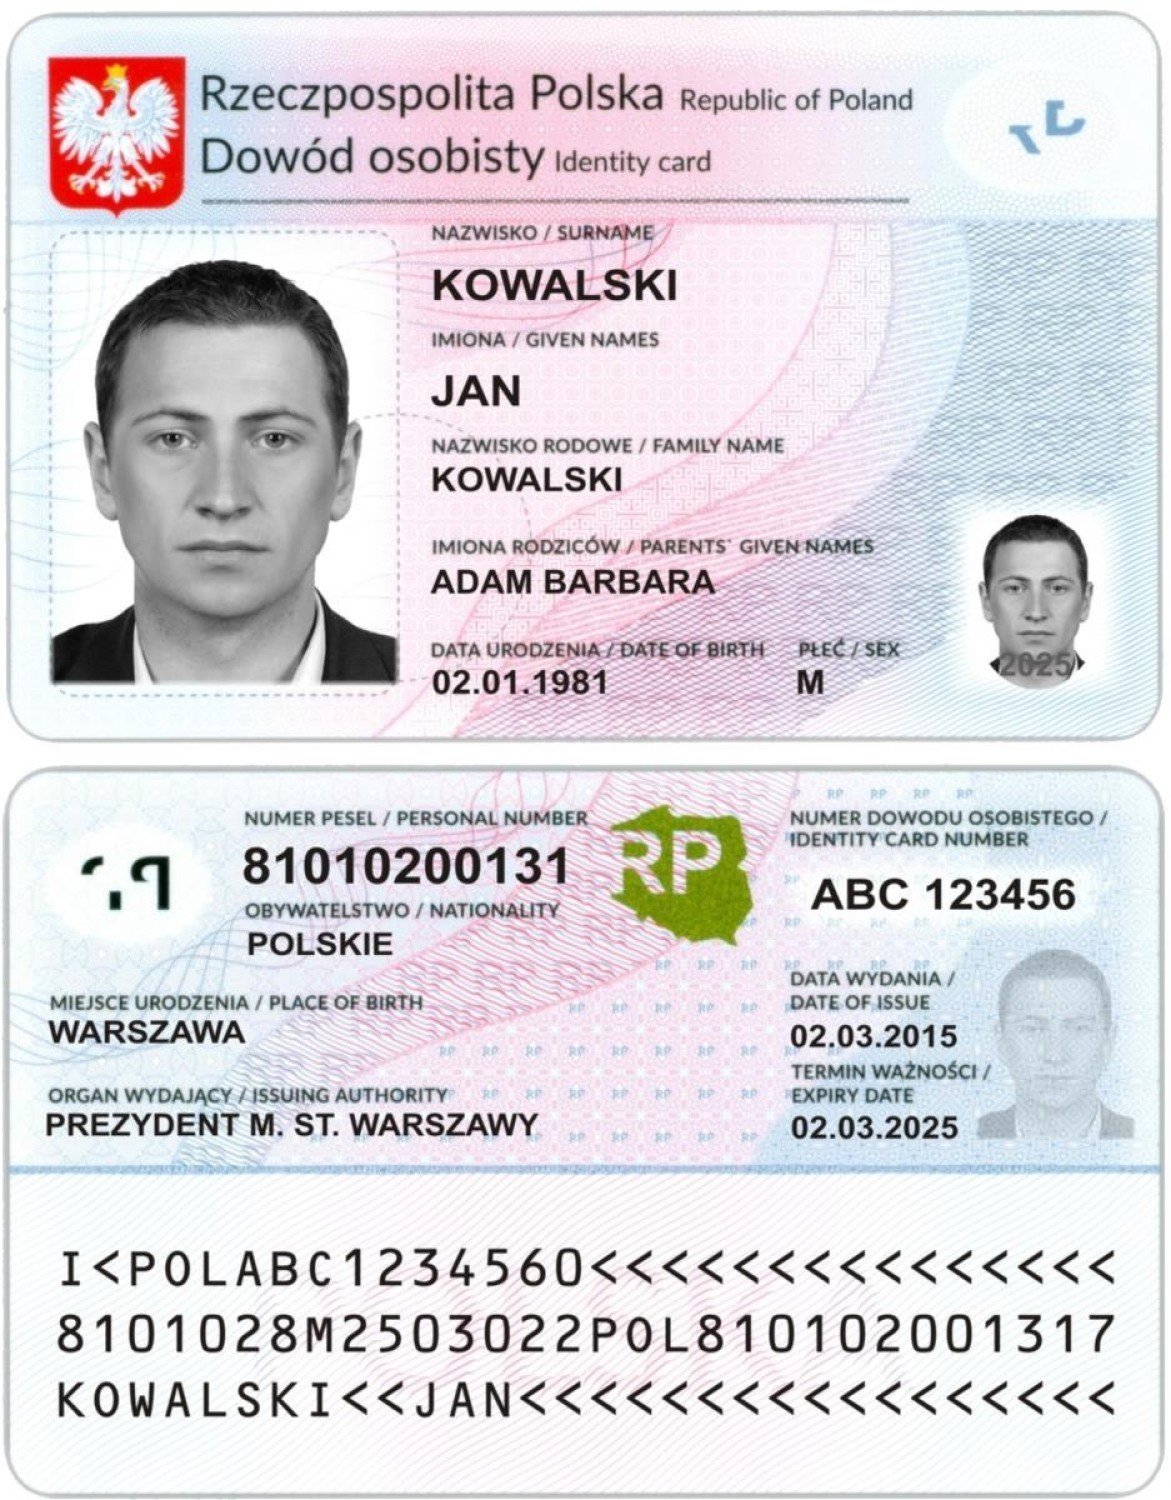 Rzeczpospolita Polska Republic of Poland
Dowód osobisty Identity card
NAZWISKO / SURNAME
KOWALSKI
IMIONA / GIVEN NAMES
JAN
NAZWISKO RODOWE / FAMILY NAME
KOWALSKI
IMIONA RODZICÓW / PARENTS` GIVEN NAMES
ADAM BARBARA
DATA URODZENIA / DATE OF BIRTH PŁEĆ / SEX
02.01.1981 M
2025
NUMER PESEL / PERSONAL NUMBER
81010200131
OBYWATELSTWO / NATIONALITY
POLSKIE
MIEJSCE URODZENIA / PLACE OF BIRTH
WARSZAWA
ORGAN WYDAJĄCY / ISSUING AUTHORITY
PREZYDENT M. ST. WARSZAWY
RP
NUMER DOWODU OSOBISTEGO /
IDENTITY CARD NUMBER
ABC 123456
DATA WYDANIA /
DATE OF ISSUE
02.03.2015
TERMIN WAŻNOŚCI /
EXPIRY DATE
02.03.2025
I<POLABC1234560<<<<<<<<<<<<<<<
8101028M2503022POL810102001317
KOWALSKI<<JAN<<<<<<<<<<<<<<<<<